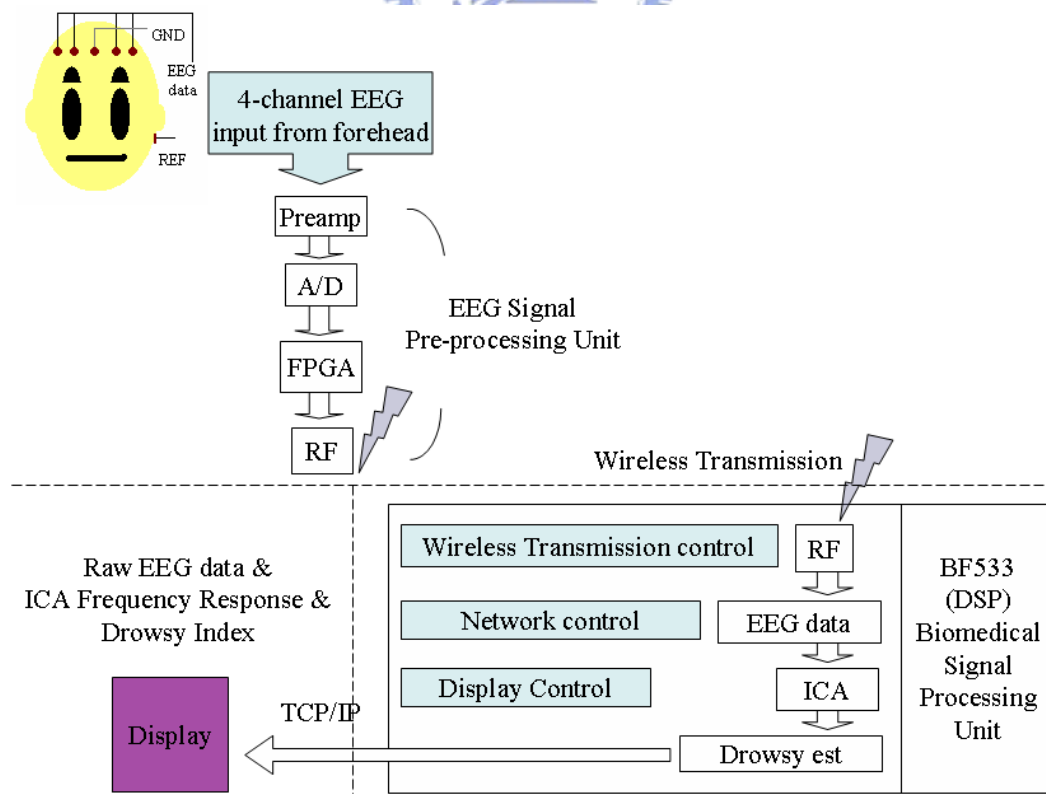 GND
EEG
data
REF
4-channel EEG
input from forehead
Preamp
A/D
FPGA
RF
EEG Signal
Pre-processing Unit
Wireless Transmission
Raw EEG data &
ICA Frequency Response &
Drowsy Index
Display
TCP/IP
Wireless Transmission control
Network control
Display Control
RF
EEG data
ICA
Drowsy est
BF533
(DSP)
Biomedical
Signal
Processing
Unit